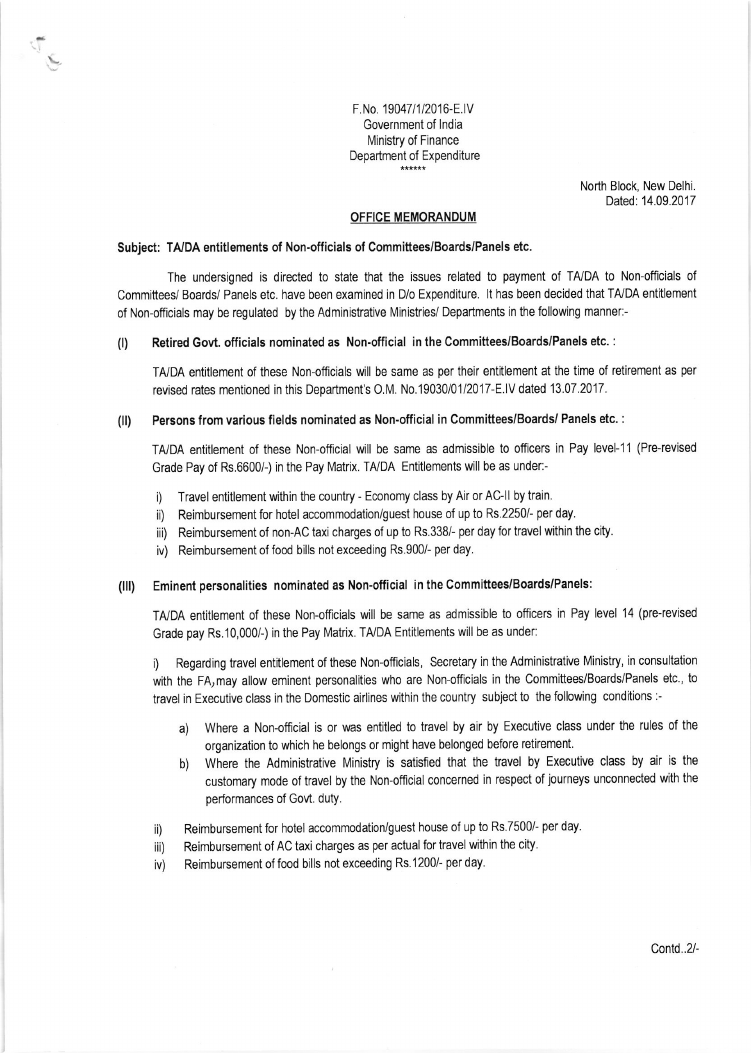 F.No. 19047/1/2016-E.IV
Government of India
Ministry of Finance
Department of Expenditure
******
North Block, New Delhi.
Dated: 14.09.2017
OFFICE MEMORANDUM
Subject: TA/DA entitlements of Non-officials of Committees/Boards/Panels etc.
The undersigned is directed to state that the issues related to payment of TA/DA to Non-officials of
Committees/ Boards/ Panels etc. have been examined in D/o Expenditure. It has been decided that TA/DA entitlement
of Non-officials may be regulated by the Administrative Ministries/ Departments in the following manner:-
(I) Retired Govt. officials nominated as Non-official in the Committees/Boards/Panels etc. :
TA/DA entitlement of these Non-officials will be same as per their entitlement at the time of retirement as per
revised rates mentioned in this Department's O.M. No.19030/01/2017-E.IV dated 13.07.2017.
(II) Persons from various fields nominated as Non-official in Committees/Boards/ Panels etc. :
TA/DA entitlement of these Non-official will be same as admissible to officers in Pay level-11 (Pre-revised
Grade Pay of Rs.6600/-) in the Pay Matrix. TA/DA Entitlements will be as under:-
i) Travel entitlement within the country - Economy class by Air or AC-II by train.
ii) Reimbursement for hotel accommodation/guest house of up to Rs.2250/- per day.
iii) Reimbursement of non-AC taxi charges of up to Rs.338/- per day for travel within the city.
iv) Reimbursement of food bills not exceeding Rs.900/- per day.
(III) Eminent personalities nominated as Non-official in the Committees/Boards/Panels:
TA/DA entitlement of these Non-officials will be same as admissible to officers in Pay level 14 (pre-revised
Grade pay Rs.10,000/-) in the Pay Matrix. TA/DA Entitlements will be as under:
i) Regarding travel entitlement of these Non-officials, Secretary in the Administrative Ministry, in consultation
with the FA, may allow eminent personalities who are Non-officials in the Committees/Boards/Panels etc., to
travel in Executive class in the Domestic airlines within the country subject to the following conditions :-
a) Where a Non-official is or was entitled to travel by air by Executive class under the rules of the
organization to which he belongs or might have belonged before retirement.
b) Where the Administrative Ministry is satisfied that the travel by Executive class by air is the
customary mode of travel by the Non-official concerned in respect of journeys unconnected with the
performances of Govt. duty.
ii) Reimbursement for hotel accommodation/guest house of up to Rs.7500/- per day.
iii) Reimbursement of AC taxi charges as per actual for travel within the city.
iv) Reimbursement of food bills not exceeding Rs.1200/- per day.
Contd..2/-